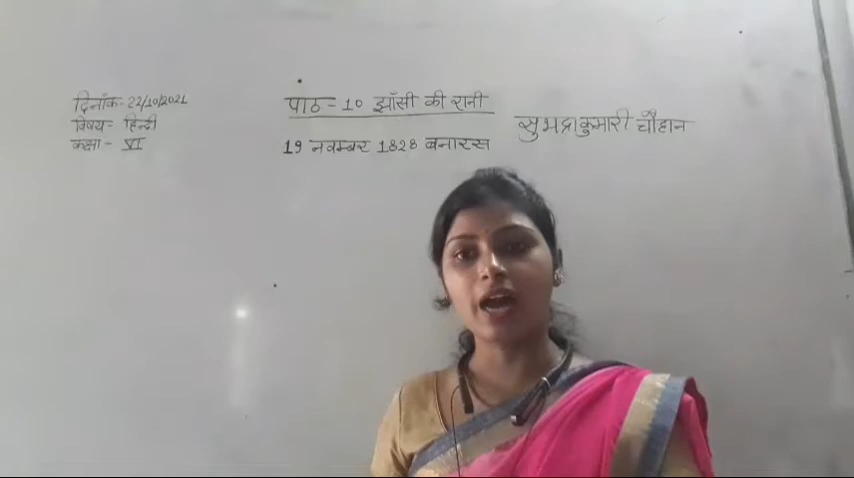 दिनाँक- 22/10/2021
विषय- हिन्दी
कक्षा - VI
पाठ - 10 झाँसी की रानी
सुभद्राकुमारी चौहान
19 नवम्बर 1828 बनारस